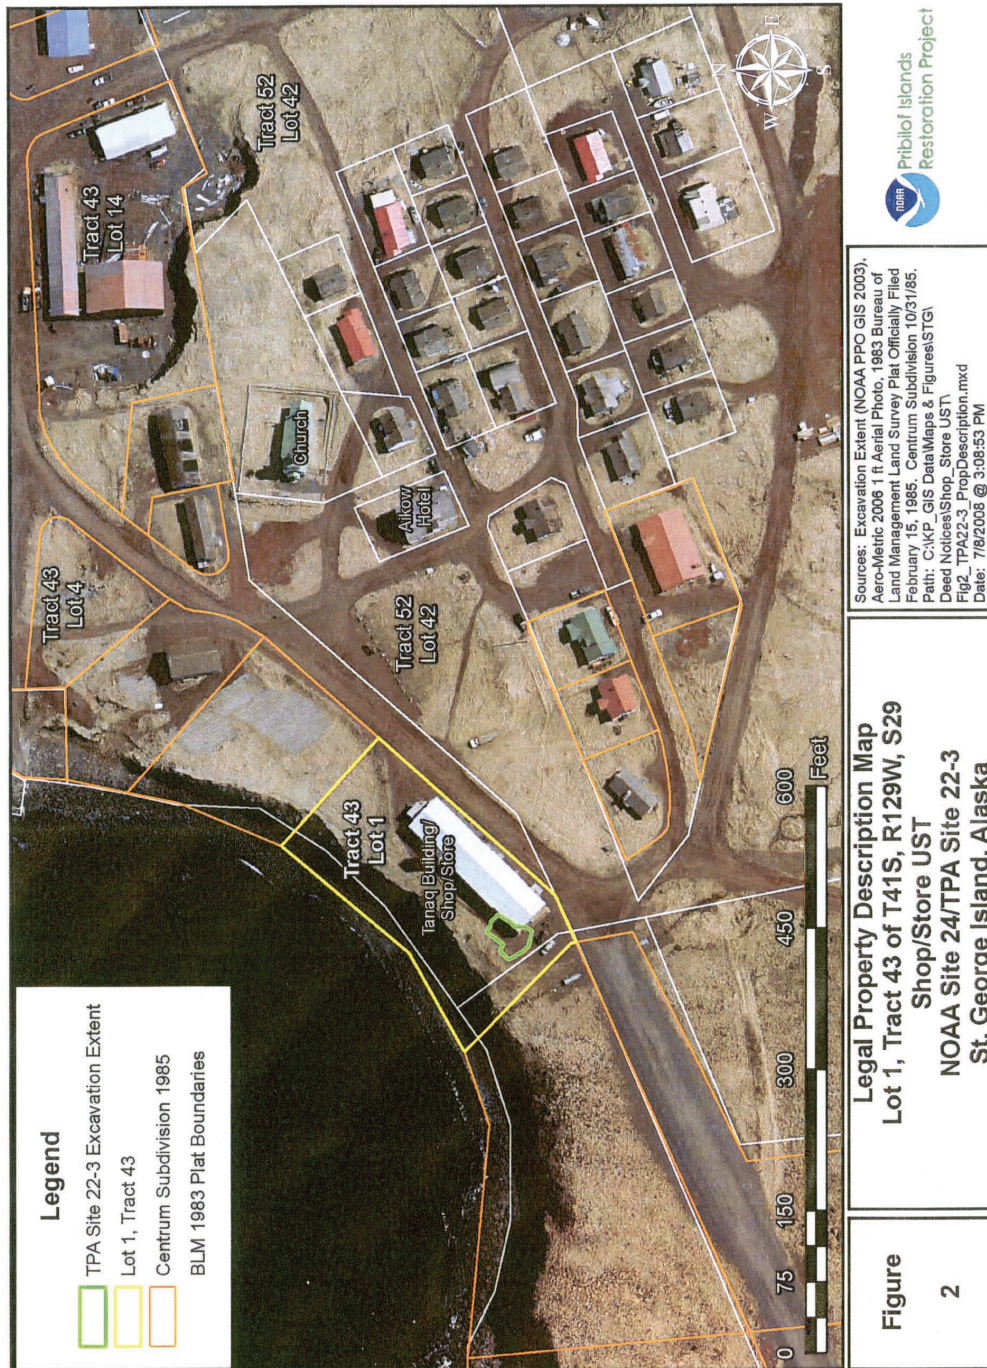 Legend
TPA Site 22-3 Excavation Extent
Lot 1, Tract 43
Centrum Subdivision 1985
BLM 1983 Plat Boundaries
Tract 43
Lot 4
Tract 43
Lot 14
Tract 52
Lot 42
Church
Aikow
Hotel
Tract 52
Lot 42
Tract 43
Lot 1
Tanaq Building/
Shop/Store
N
E
W
S
0 75 150 300 450 600
Feet
Figure
2
Legal Property Description Map
Lot 1, Tract 43 of T41S, R129W, S29
Shop/Store UST
NOAA Site 24/TPA Site 22-3
St. George Island, Alaska
Sources: Excavation Extent (NOAA PPO GIS 2003),
Aero-Metric 2006 1 ft Aerial Photo, 1983 Bureau of
Land Management Land Survey Plat Officially Filed
February 15, 1985, Centrum Subdivision 10/31/85.
Path: C:\KP_GIS Data\Maps & Figures\STG\
Deed Notices\Shop_Store UST\
Fig2_TPA22-3_PropDescription.mxd
Date: 7/8/2008 @ 3:08:53 PM
NOAA
Pribilof Islands
Restoration Project